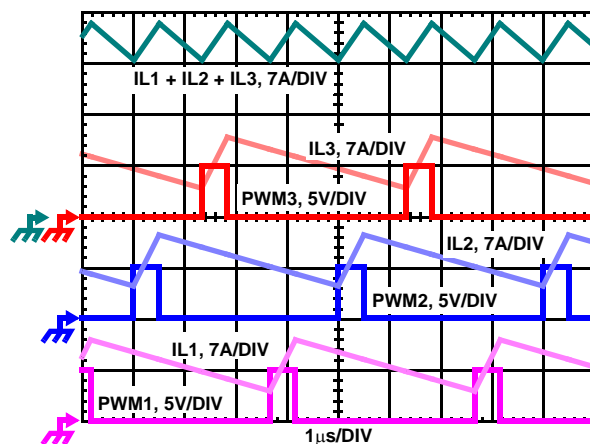 IL1 + IL2 + IL3, 7A/DIV
IL3, 7A/DIV
PWM3, 5V/DIV
IL2, 7A/DIV
PWM2, 5V/DIV
IL1, 7A/DIV
PWM1, 5V/DIV
1μs/DIV